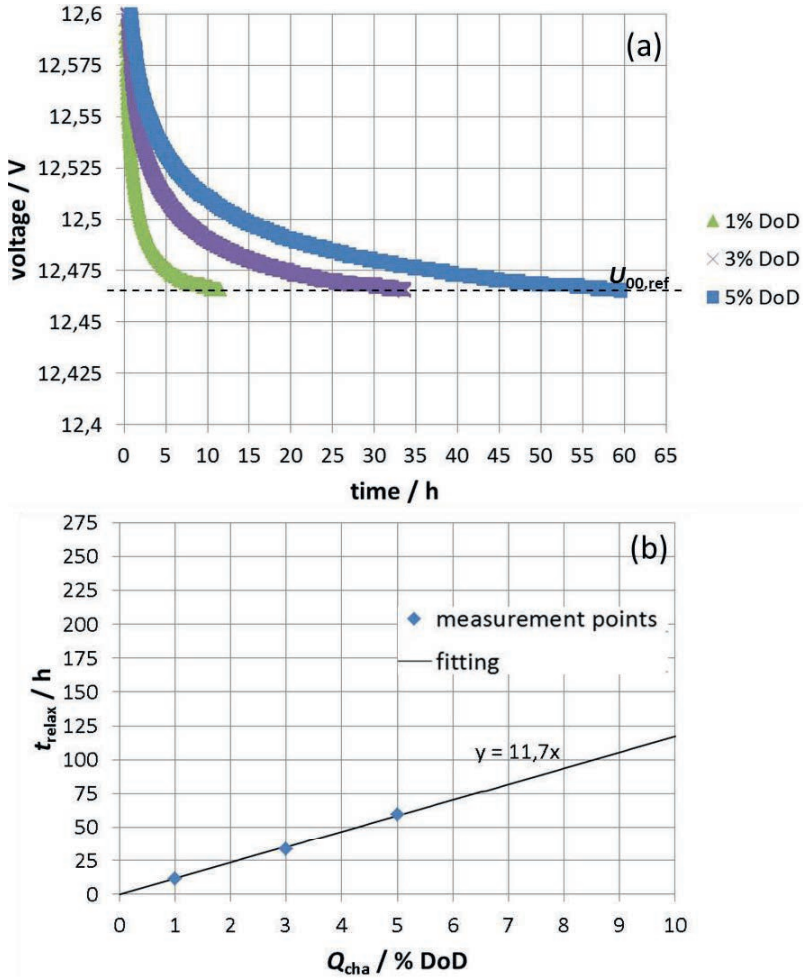 (a)
12,6
12,575
12,55
12,525
12,5
12,475
12,45
12,425
12,4
voltage / V
U00,ref
1% DoD
3% DoD
5% DoD
0 5 10 15 20 25 30 35 40 45 50 55 60 65
time / h
(b)
275
250
225
200
175
150
125
100
75
50
25
0
trelax / h
measurement points
fitting
y = 11,7x
0 1 2 3 4 5 6 7 8 9 10
Qcha / % DoD